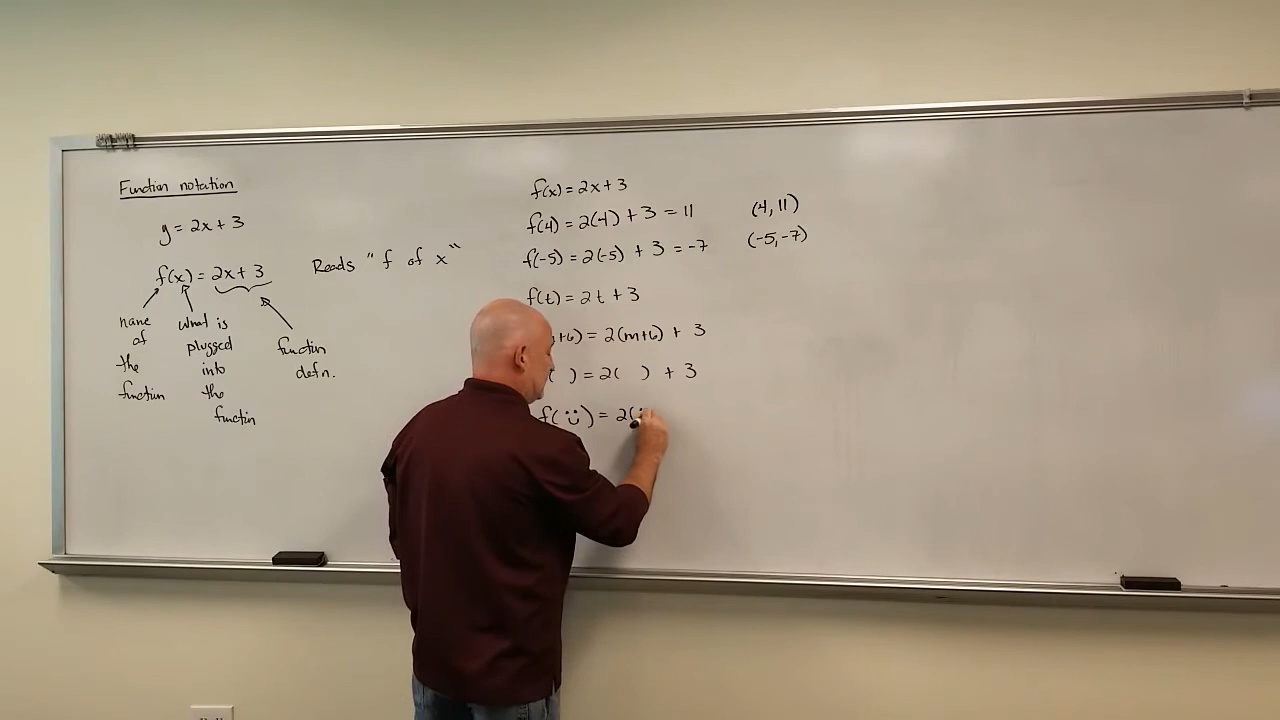 Function notation
y = 2x + 3
f(x) = 2x + 3
Reads "f of x"
name
of
the
function
what is
plugged
into
the
function
function
defn.
f(x) = 2x + 3
f(4) = 2(4) + 3 = 11
(4, 11)
f(-5) = 2(-5) + 3 = -7
(-5, -7)
f(t) = 2t + 3
+6) = 2(m+6) + 3
( ) = 2( ) + 3
f(ü) = 2(